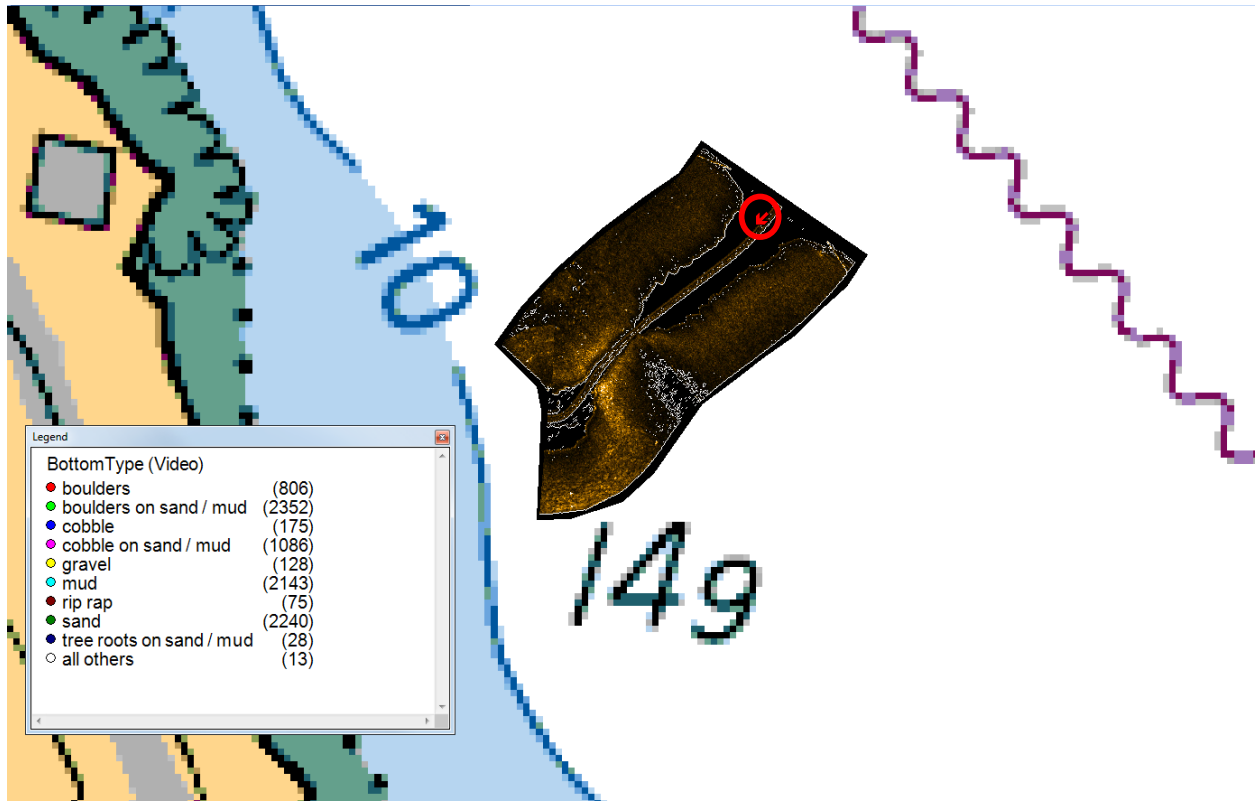 10
Legend
BottomType (Video)
boulders (806)
boulders on sand / mud (2352)
cobble (175)
cobble on sand / mud (1086)
gravel (128)
mud (2143)
rip rap (75)
sand (2240)
tree roots on sand / mud (28)
all others (13)
149